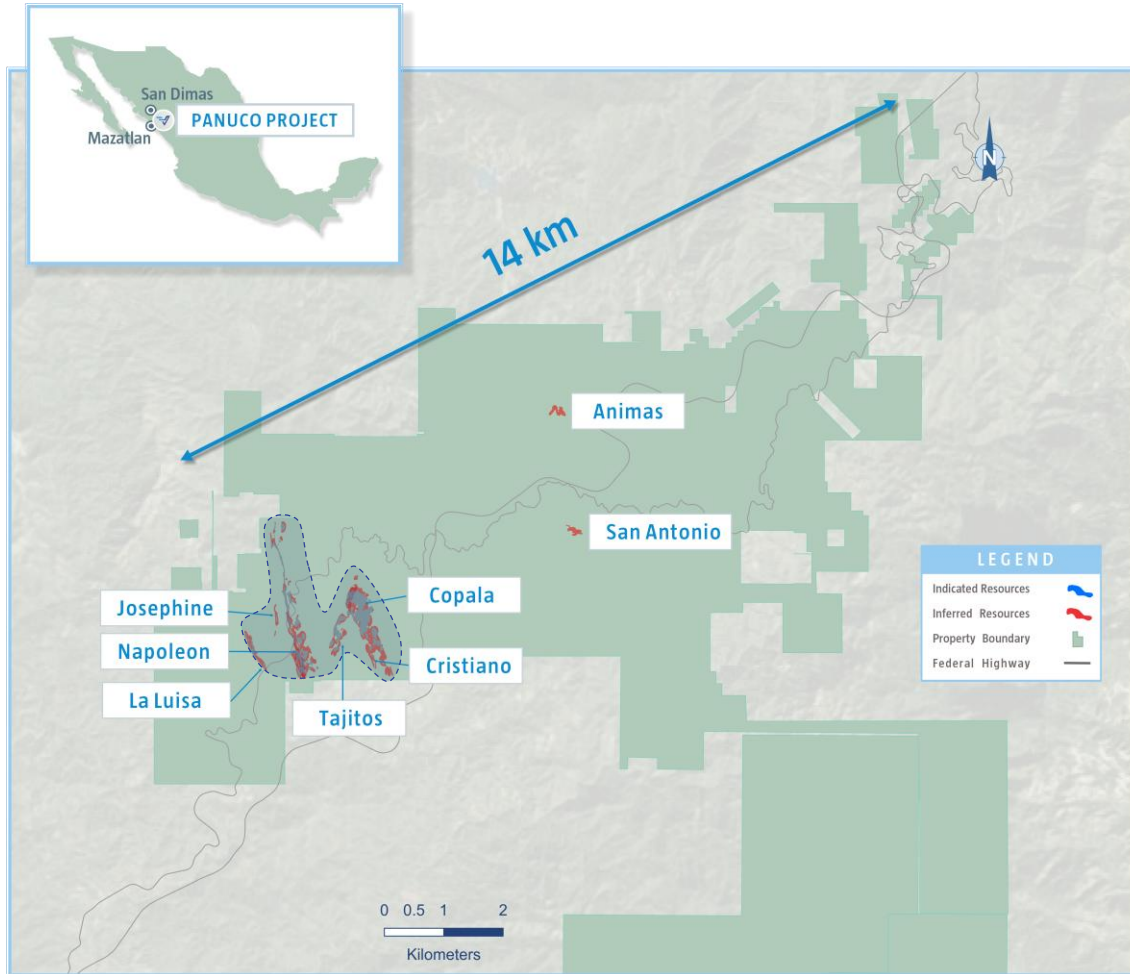 San Dimas
PANUCO PROJECT
Mazatlan
N
14 km
Animas
San Antonio
Josephine
Napoleon
La Luisa
Tajitos
Copala
Cristiano
LEGEND
Indicated Resources
Inferred Resources
Property Boundary
Federal Highway
0 0.5 1 2
Kilometers